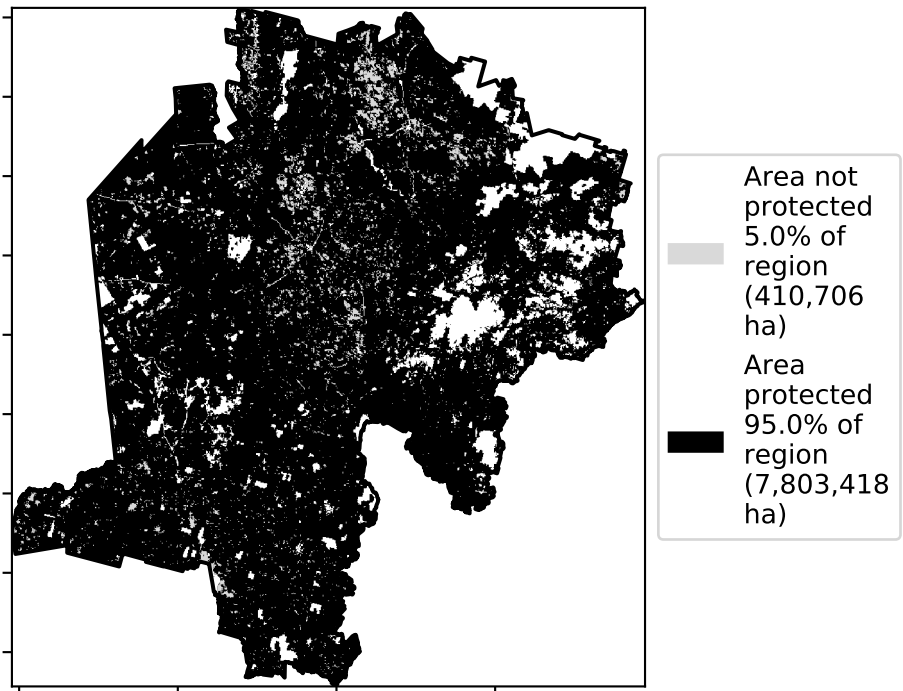 Area not
protected
5.0% of
region
(410,706
ha)
Area
protected
95.0% of
region
(7,803,418
ha)